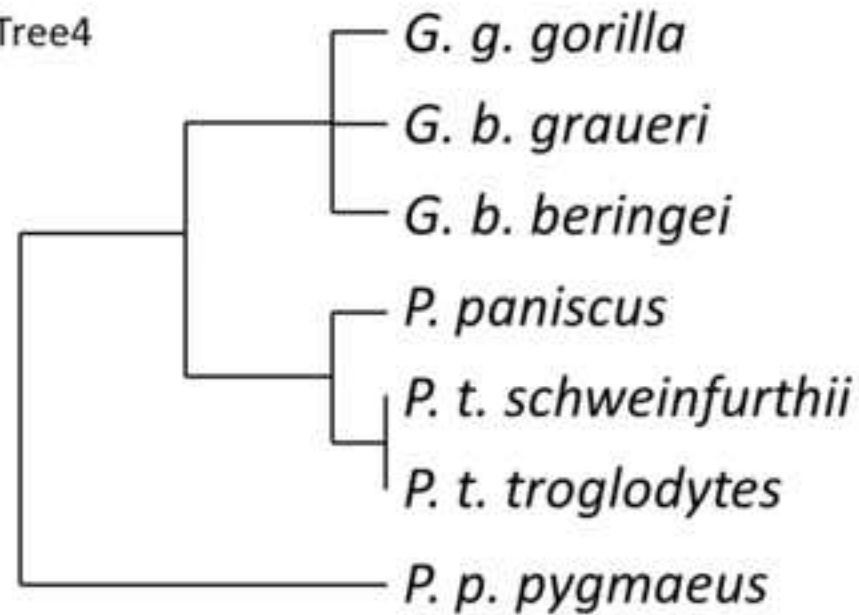 Tree4
G. g. gorilla
G. b. graueri
G. b. beringei
P. paniscus
P. t. schweinfurthii
P. t. troglodytes
P. p. pygmaeus